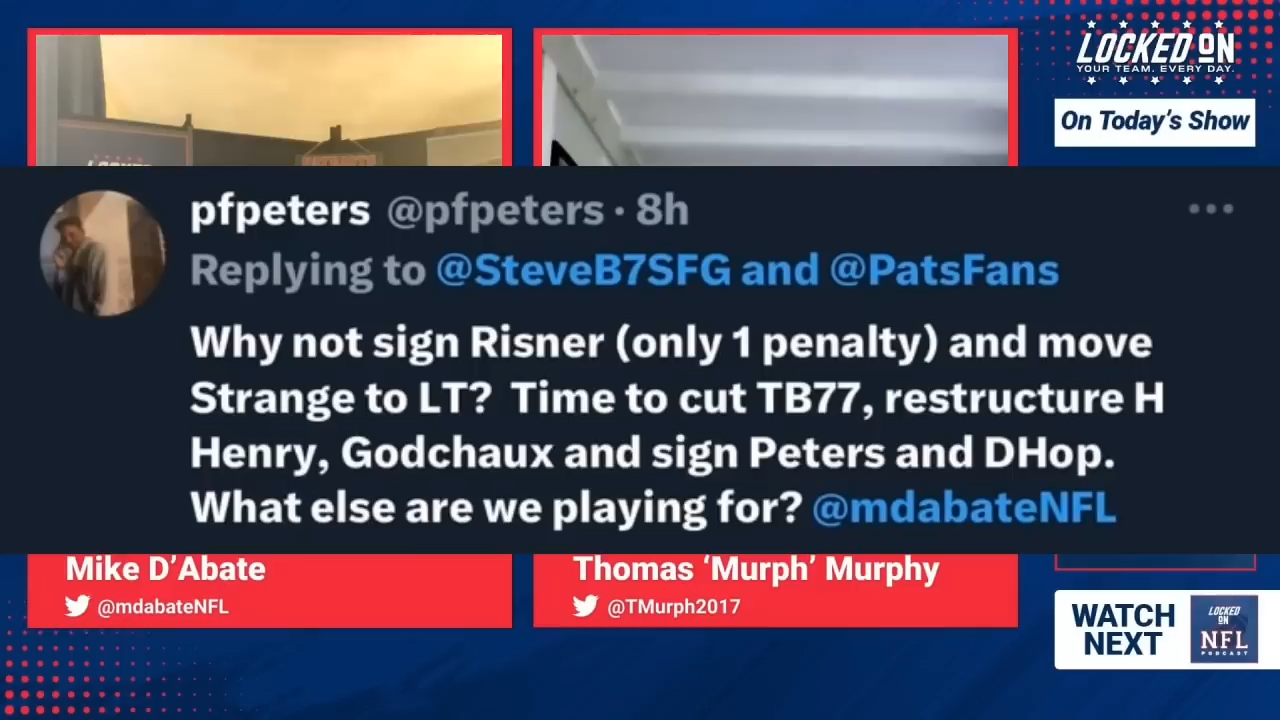 LOCKED ON
YOUR TEAM. EVERY DAY.
On Today's Show
pfpeters @pfpeters · 8h
Replying to @SteveB7SFG and @PatsFans
Why not sign Risner (only 1 penalty) and move
Strange to LT? Time to cut TB77, restructure H
Henry, Godchaux and sign Peters and DHop.
What else are we playing for? @mdabateNFL
Mike D'Abate
@mdabateNFL
Thomas 'Murph' Murphy
@TMurph2017
WATCH
NEXT
LOCKED
ON
NFL
PODCAST